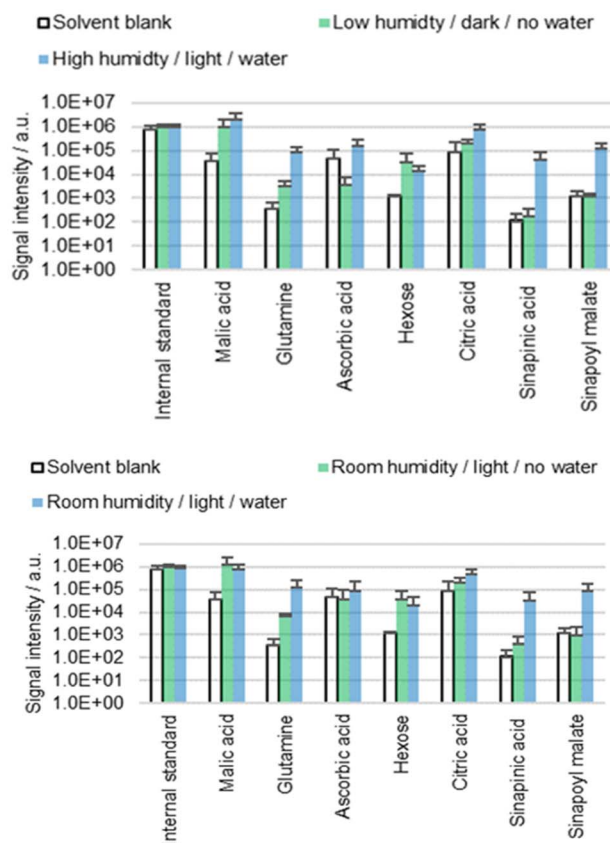 Solvent blank
Low humidity / dark / no water
High humidty / light / water
Signal intensity / a.u.
1.0E+07
1.0E+06
1.0E+05
1.0E+04
1.0E+03
1.0E+02
1.0E+01
1.0E+00
Internal standard
Malic acid
Glutamine
Ascorbic acid
Hexose
Citric acid
Sinapinic acid
Sinapoyl malate
Solvent blank
Room humidity / light / no water
Room humidity / light / water
Signal intensity / a.u.
1.0E+07
1.0E+06
1.0E+05
1.0E+04
1.0E+03
1.0E+02
1.0E+01
1.0E+00
nternal standard
Malic acid
Glutamine
Ascorbic acid
Hexose
Citric acid
Sinapinic acid
Sinapoyl malate